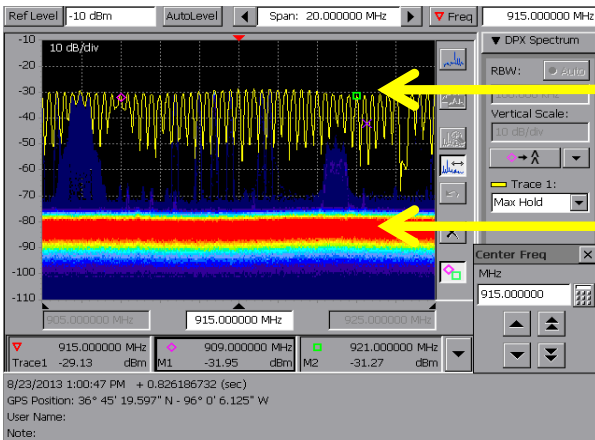 Ref Level -10 dBm AutoLevel Span: 20.000000 MHz Freq 915.000000 MHz
DPX Spectrum
10 dB/div
-10
-20
-30
-40
-50
-60
-70
-80
-90
-100
-110
RBW: Auto
Vertical Scale:
10 dB/div
Trace 1:
Max Hold
Center Freq X
MHz
915.000000
905.000000 MHz 915.000000 MHz 925.000000 MHz
915.000000 MHz 909.000000 MHz 921.000000 MHz
Trace1 -29.13 dBm M1 -31.95 dBm M2 -31.27 dBm
8/23/2013 1:00:47 PM + 0.826186732 (sec)
GPS Position: 36° 45' 19.597" N - 96° 0' 6.125" W
User Name:
Note: